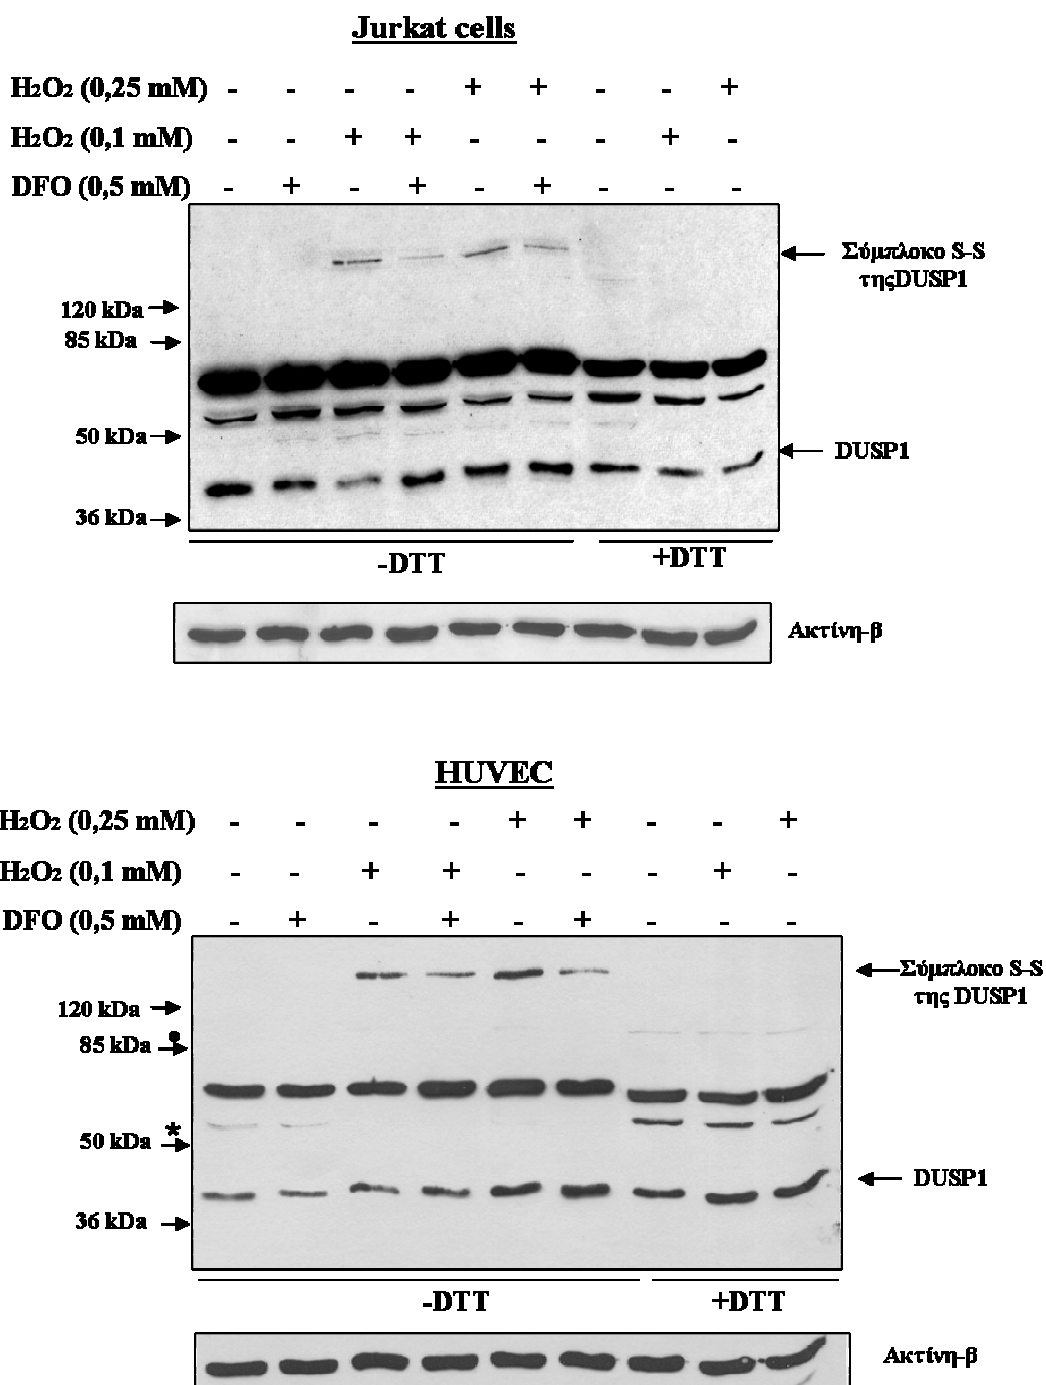 Jurkat cells
H₂O₂ (0,25 mM) - - - - + + - - +
H₂O₂ (0,1 mM) - - + + - - - + -
DFO (0,5 mM) - + - + - + - - -
Σύμπλοκο S-S
τηςDUSP1
120 kDa
85 kDa
50 kDa
DUSP1
36 kDa
-DTT +DTT
Ακτίνη-β
HUVEC
H₂O₂ (0,25 mM) - - - - + + - - +
H₂O₂ (0,1 mM) - - + + - - - + -
DFO (0,5 mM) - + - + - + - - -
Σύμπλοκο S-S
της DUSP1
120 kDa
85 kDa
*
50 kDa
DUSP1
36 kDa
-DTT +DTT
Ακτίνη-β